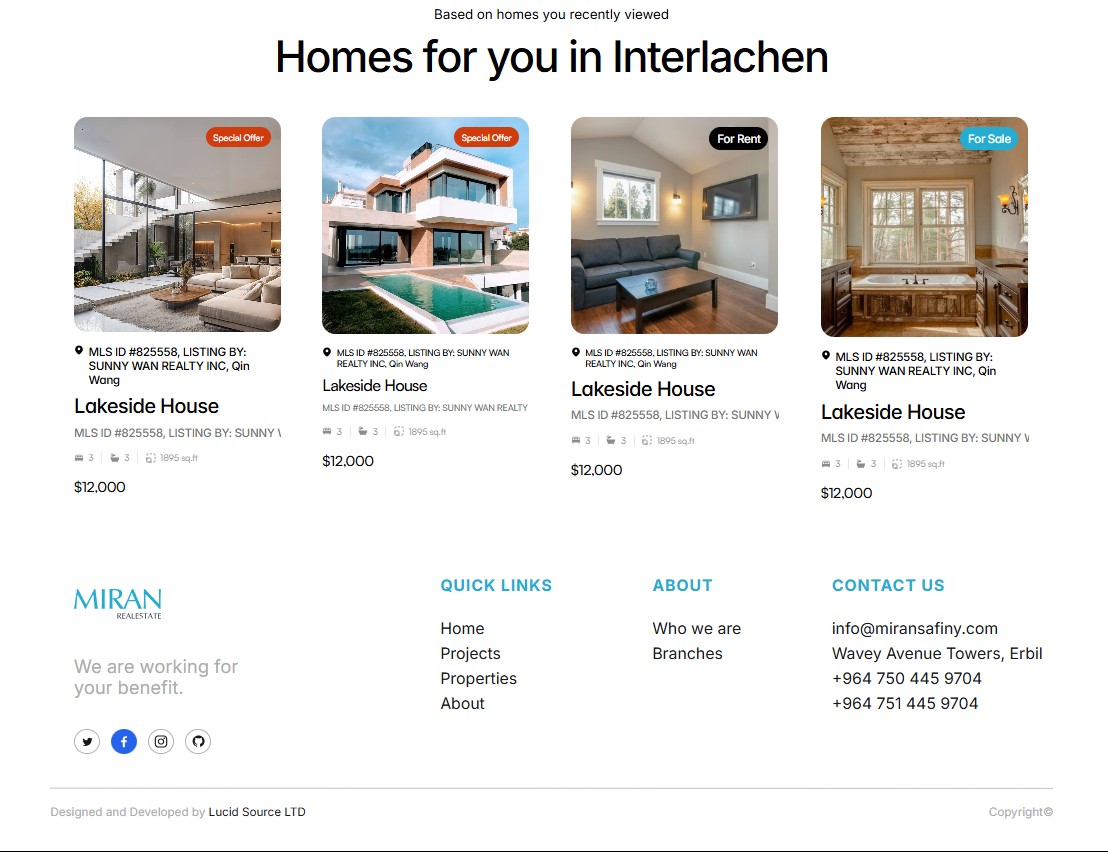 Based on homes you recently viewed
Homes for you in Interlachen
Special Offer
MLS ID #825558, LISTING BY:
SUNNY WAN REALTY INC, Qin
Wang
Lakeside House
MLS ID #825558, LISTING BY: SUNNY
3 3 1895 sq.ft
$12,000
Special Offer
MLS ID #825558, LISTING BY: SUNNY WAN
REALTY INC, Qin Wang
Lakeside House
MLS ID #825558, LISTING BY: SUNNY WAN REALTY
3 3 1895 sq.ft
$12,000
For Rent
MLS ID #825558, LISTING BY: SUNNY WAN
REALTY INC, Qin Wang
Lakeside House
MLS ID #825558, LISTING BY: SUNNY
3 3 1895 sq.ft
$12,000
For Sale
MLS ID #825558, LISTING BY:
SUNNY WAN REALTY INC, Qin
Wang
Lakeside House
MLS ID #825558, LISTING BY: SUNNY
3 3 1895 sq.ft
$12,000
MIRAN
REALESTATE
We are working for
your benefit.
QUICK LINKS
Home
Projects
Properties
About
ABOUT
Who we are
Branches
CONTACT US
info@miransafiny.com
Wavey Avenue Towers, Erbil
+964 750 445 9704
+964 751 445 9704
Designed and Developed by Lucid Source LTD
Copyright©